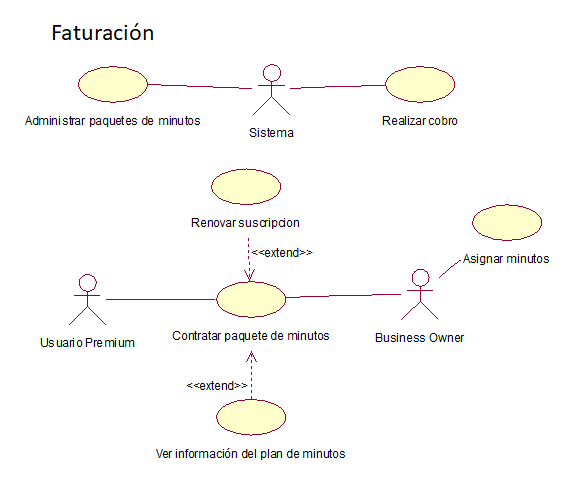 Faturación
Administrar paquetes de minutos
Sistema
Realizar cobro
Renovar suscripcion
<<extend>>
Asignar minutos
Usuario Premium
Contratar paquete de minutos
Business Owner
<<extend>>
Ver información del plan de minutos